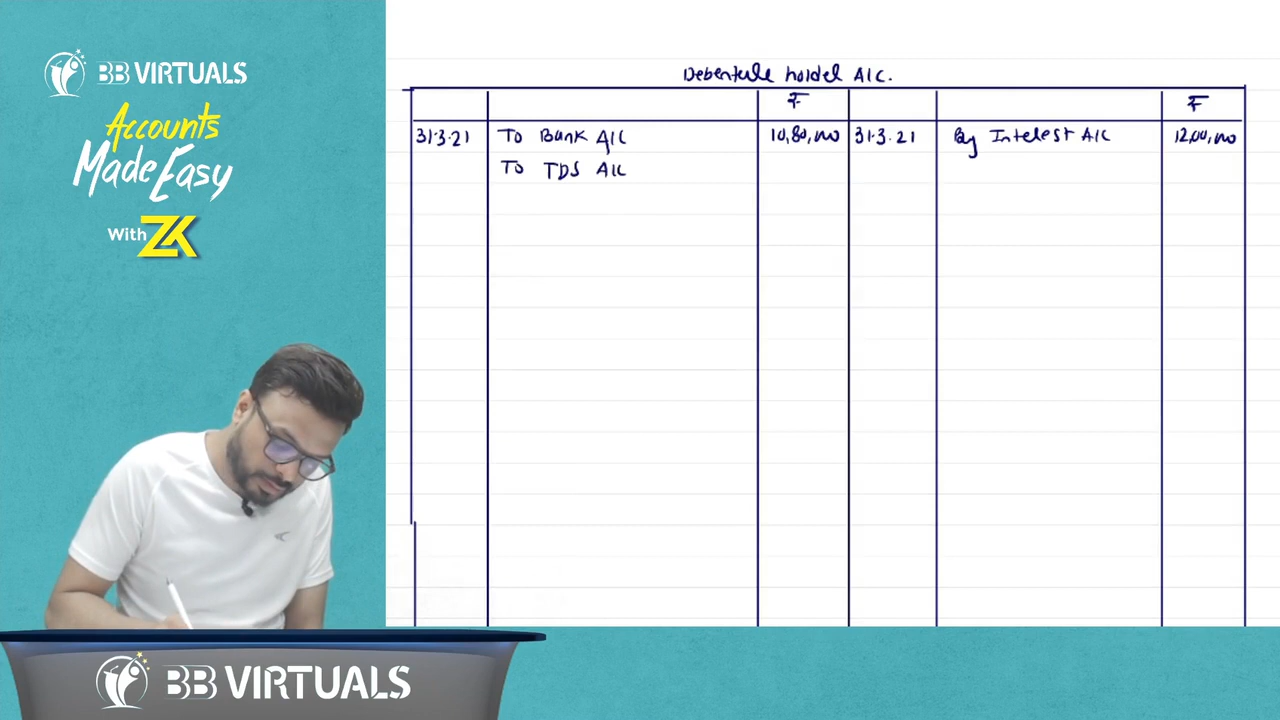 BB VIRTUALS
Accounts
Made Easy
With ZK
Debenture holder A/C.
₹ ₹
31.3.21 To Bank A/C 10,80,000 31.3.21 By Interest A/C 12,00,000
To TDS A/C
BB VIRTUALS